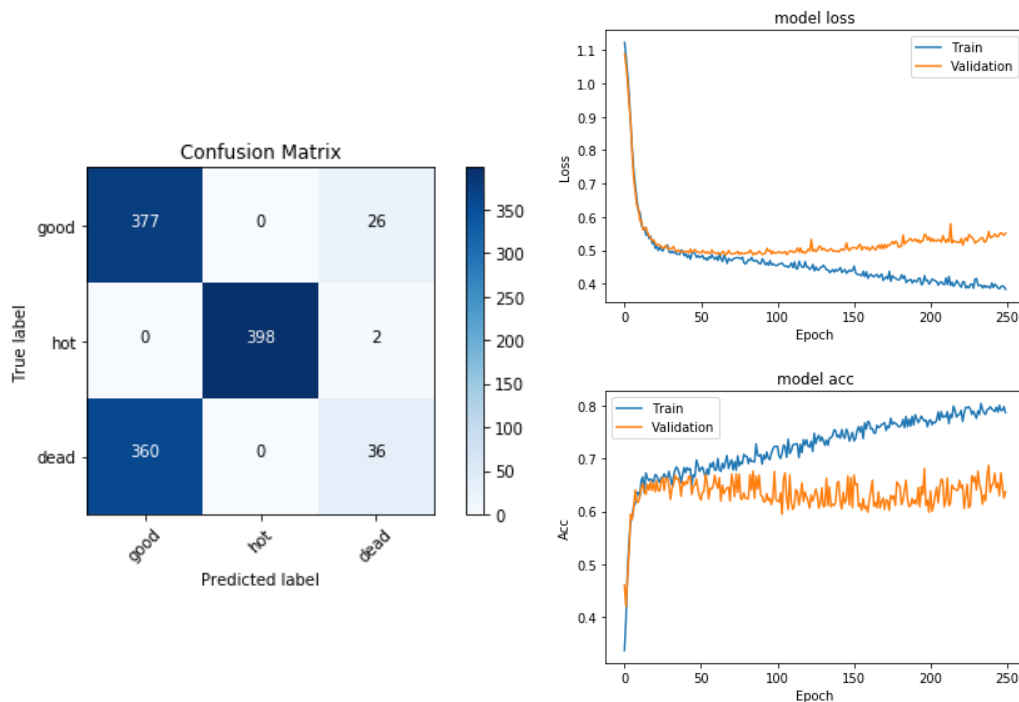 Confusion Matrix
True label
good
hot
dead
377 0 26
0 398 2
360 0 36
good hot dead
Predicted label
350
300
250
200
150
100
50
0
model loss
Train
Validation
Loss
1.1
1.0
0.9
0.8
0.7
0.6
0.5
0.4
0 50 100 150 200 250
Epoch
model acc
Train
Validation
Acc
0.8
0.7
0.6
0.5
0.4
0 50 100 150 200 250
Epoch